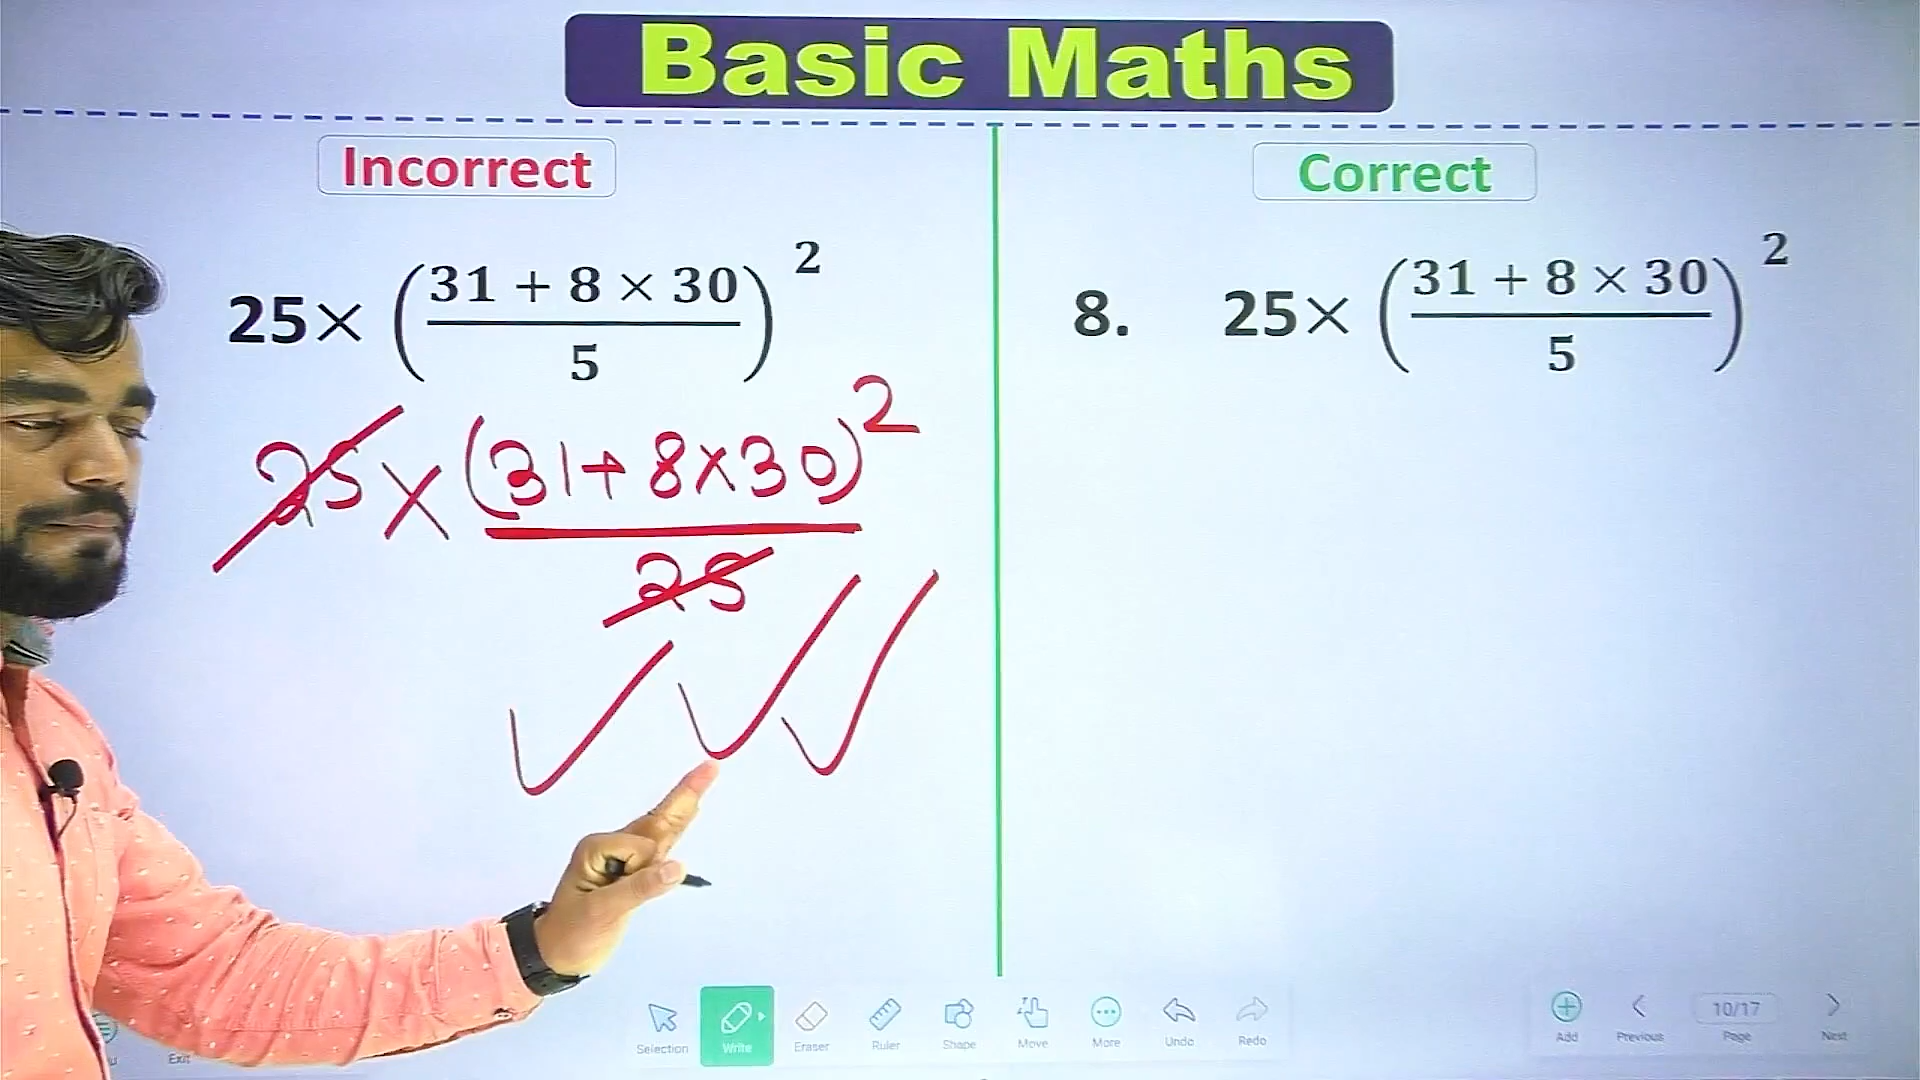 Basic Maths
Incorrect
Correct
25× (31 + 8 × 30 / 5)²
8. 25× (31 + 8 × 30 / 5)²
25 × (31+8×30)² / 25
Exit
Selection
Write
Eraser
Ruler
Shape
Move
More
Undo
Redo
Add
Previous
10/17
Page
Next